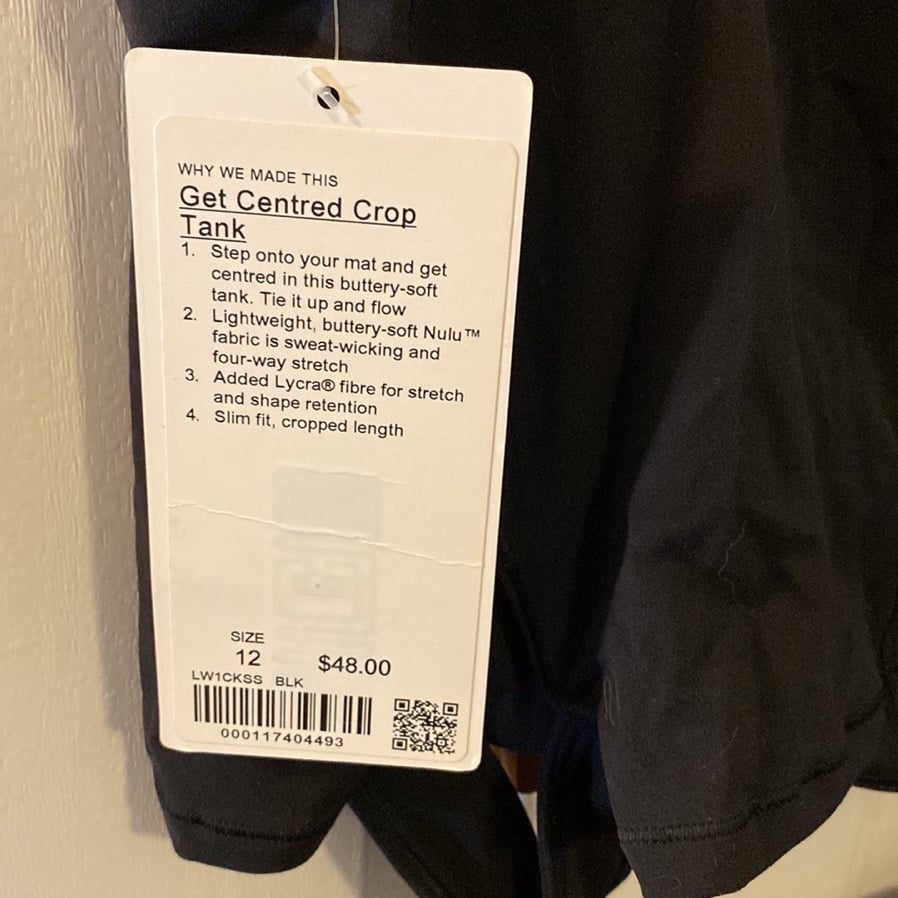 WHY WE MADE THIS
Get Centred Crop
Tank
1. Step onto your mat and get
centred in this buttery-soft
tank. Tie it up and flow
2. Lightweight, buttery-soft Nulu™
fabric is sweat-wicking and
four-way stretch
3. Added Lycra® fibre for stretch
and shape retention
4. Slim fit, cropped length
SIZE
12 $48.00
LW1CKSS BLK
000117404493